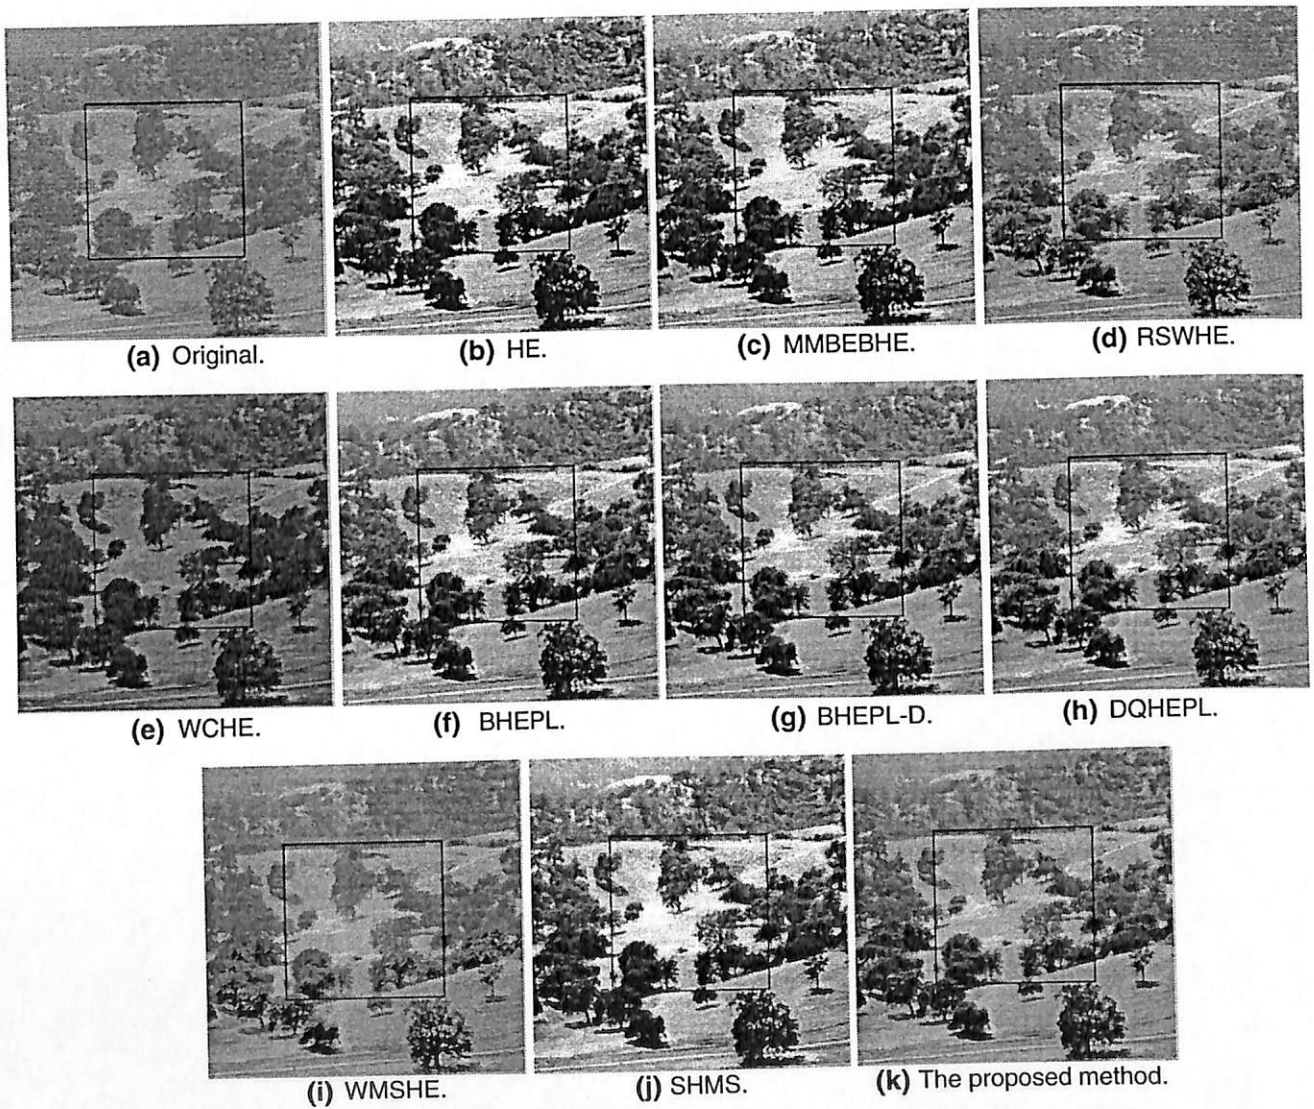 (a) Original.
(b) HE.
(c) MMBEBHE.
(d) RSWHE.
(e) WCHE.
(f) BHEPL.
(g) BHEPL-D.
(h) DQHEPL.
(i) WMSHE.
(j) SHMS.
(k) The proposed method.